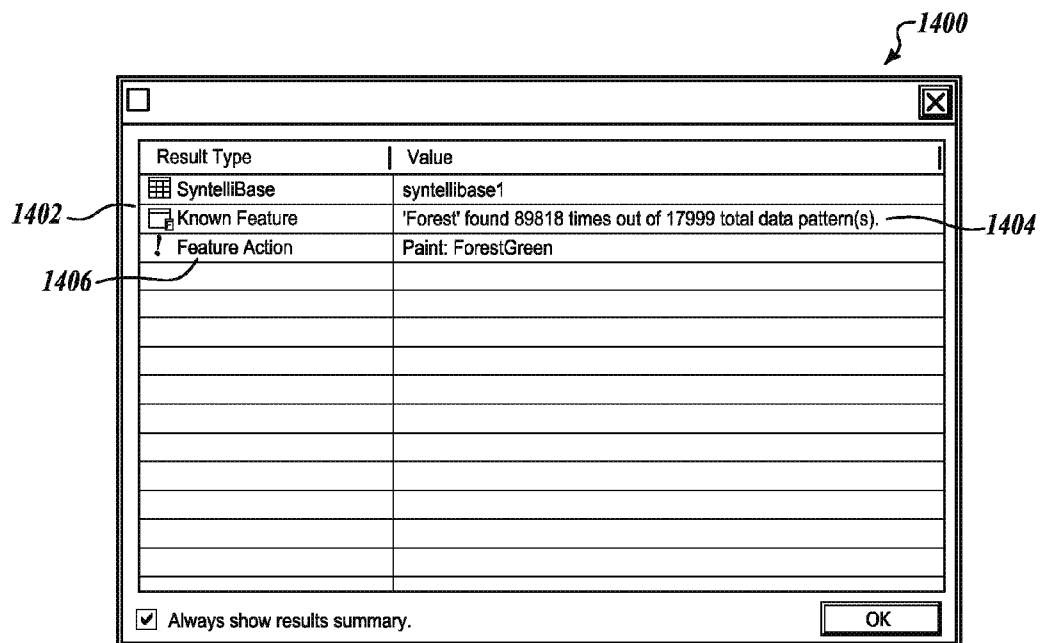 1400
Result Type Value
SyntelliBase syntellibase1
1402 Known Feature 'Forest' found 89818 times out of 17999 total data pattern(s). 1404
! Feature Action Paint: ForestGreen
1406
Always show results summary. OK